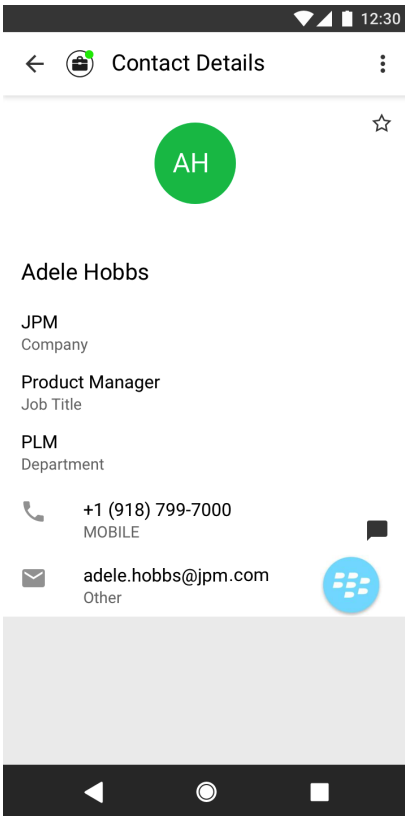 12:30
Contact Details
AH
Adele Hobbs
JPM
Company
Product Manager
Job Title
PLM
Department
+1 (918) 799-7000
MOBILE
adele.hobbs@jpm.com
Other